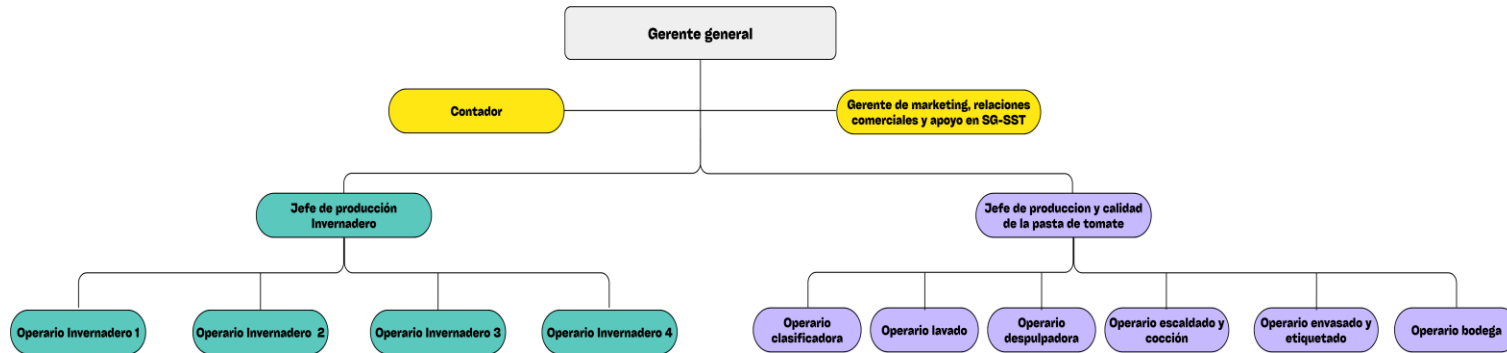 Gerente general
Contador
Gerente de marketing, relaciones
comerciales y apoyo en SG-SST
Jefe de producción
Invernadero
Jefe de produccion y calidad
de la pasta de tomate
Operario Invernadero 1
Operario Invernadero 2
Operario Invernadero 3
Operario Invernadero 4
Operario
clasificadora
Operario lavado
Operario
despulpadora
Operario escaldado y
cocción
Operario envasado y
etiquetado
Operario bodega